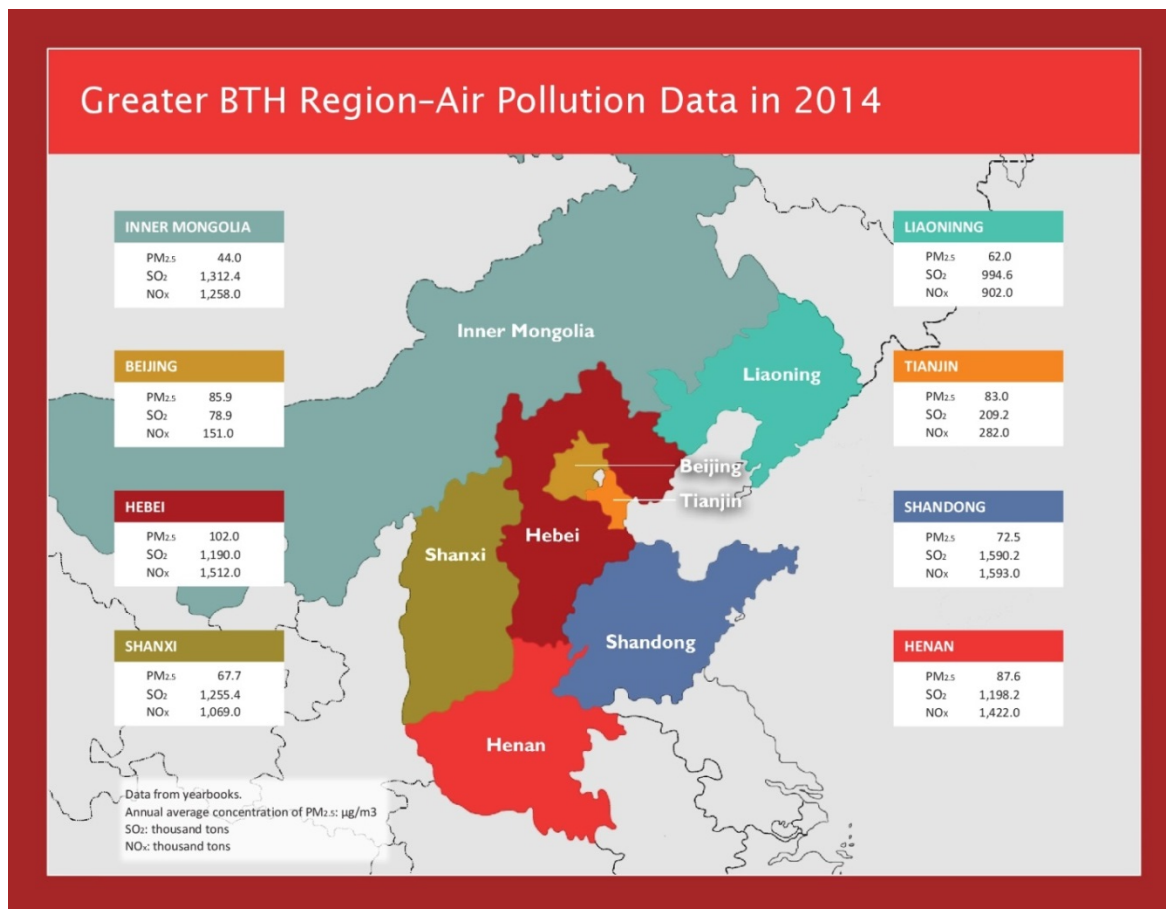 Greater BTH Region–Air Pollution Data in 2014
INNER MONGOLIA
PM2.5 44.0
SO2 1,312.4
NOx 1,258.0
BEIJING
PM2.5 85.9
SO2 78.9
NOx 151.0
HEBEI
PM2.5 102.0
SO2 1,190.0
NOx 1,512.0
SHANXI
PM2.5 67.7
SO2 1,255.4
NOx 1,069.0
Inner Mongolia
Liaoning
Beijing
Tianjin
Hebei
Shanxi
Shandong
Henan
LIAONINNG
PM2.5 62.0
SO2 994.6
NOx 902.0
TIANJIN
PM2.5 83.0
SO2 209.2
NOx 282.0
SHANDONG
PM2.5 72.5
SO2 1,590.2
NOx 1,593.0
HENAN
PM2.5 87.6
SO2 1,198.2
NOx 1,422.0
Data from yearbooks.
Annual average concentration of PM2.5: μg/m3
SO2: thousand tons
NOx: thousand tons